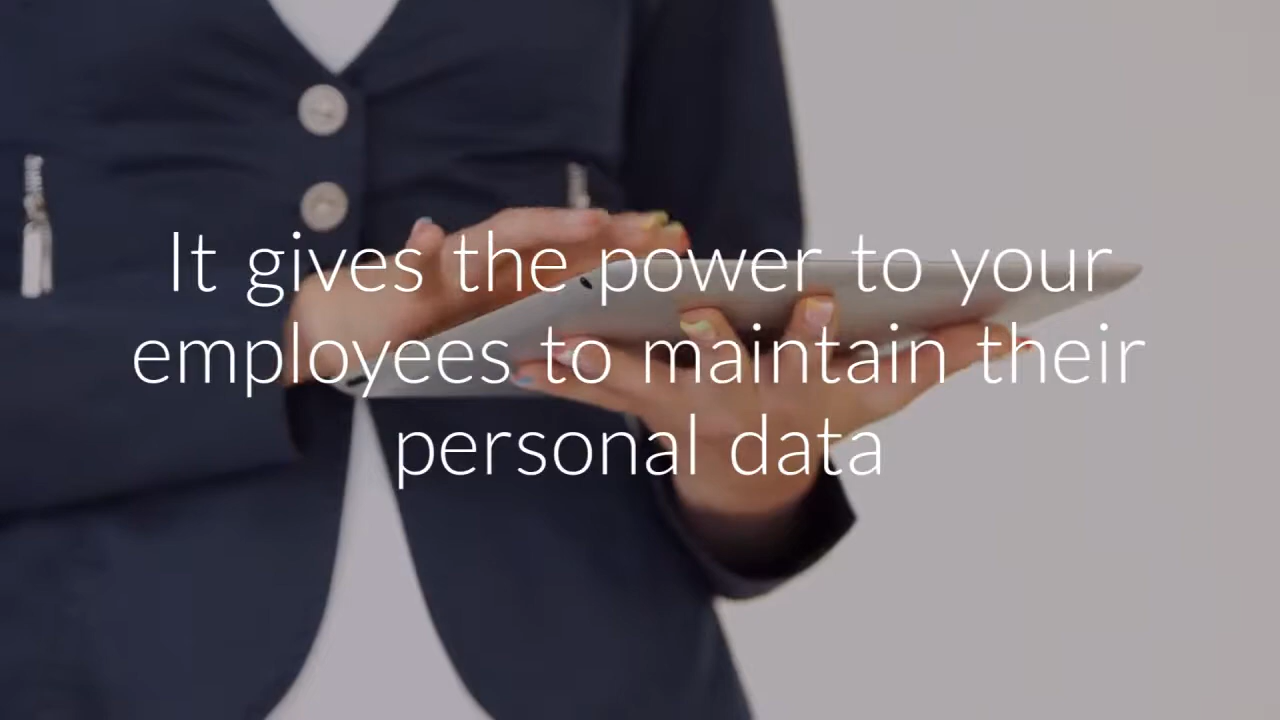 It gives the power to your
employees to maintain their
personal data